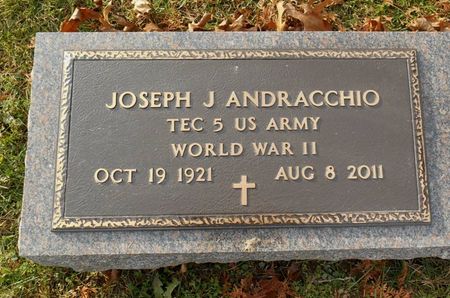 JOSEPH J ANDRACCHIO
TEC 5 US ARMY
WORLD WAR II
OCT 19 1921 AUG 8 2011